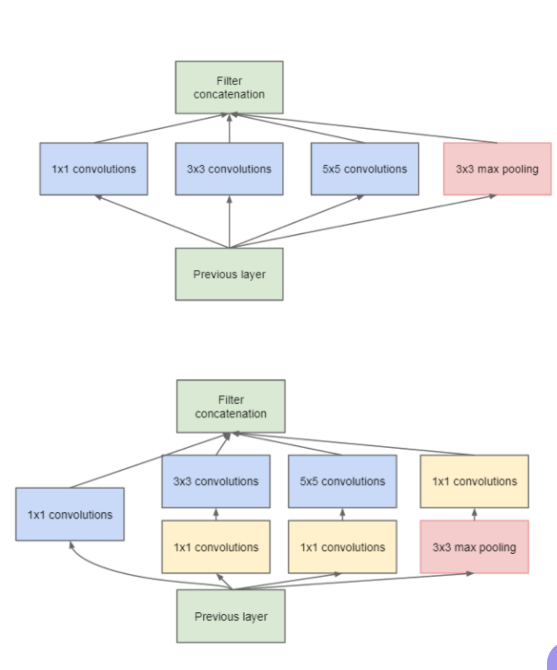 Filter
concatenation
1x1 convolutions
3x3 convolutions
5x5 convolutions
3x3 max pooling
Previous layer
Filter
concatenation
3x3 convolutions
5x5 convolutions
1x1 convolutions
1x1 convolutions
1x1 convolutions
1x1 convolutions
3x3 max pooling
Previous layer